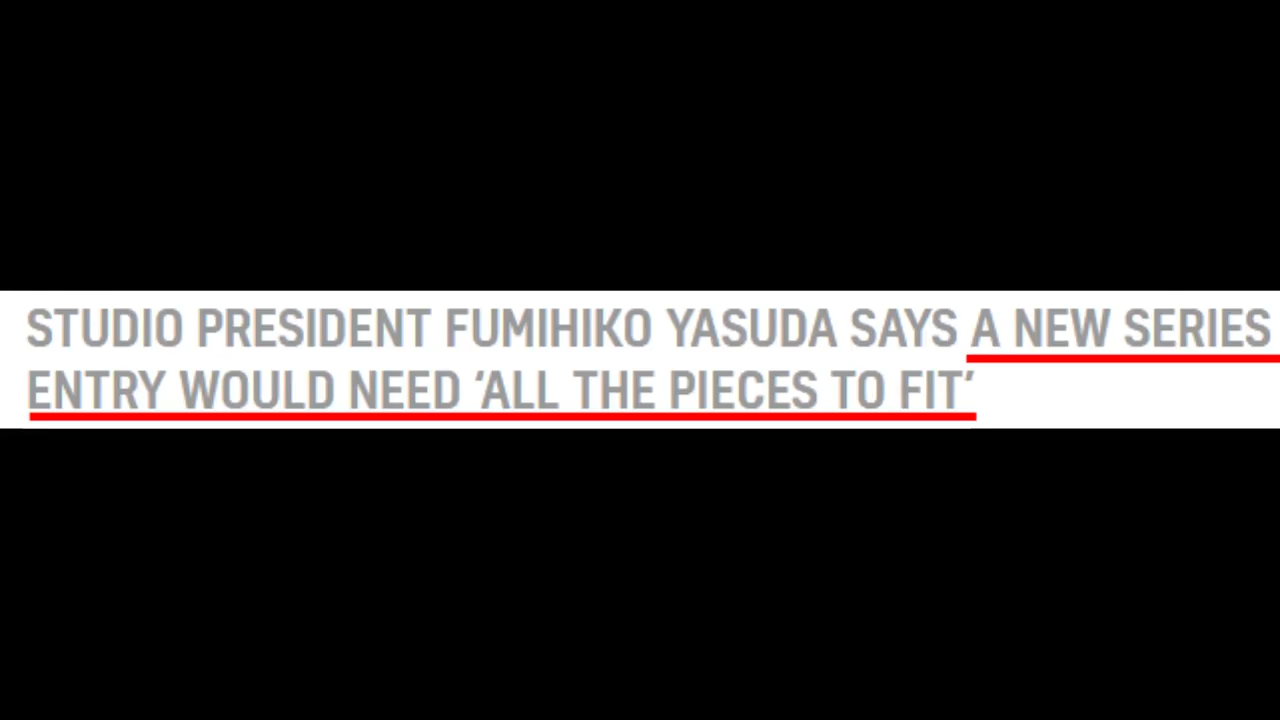 STUDIO PRESIDENT FUMIHIKO YASUDA SAYS A NEW SERIES
ENTRY WOULD NEED ‘ALL THE PIECES TO FIT’